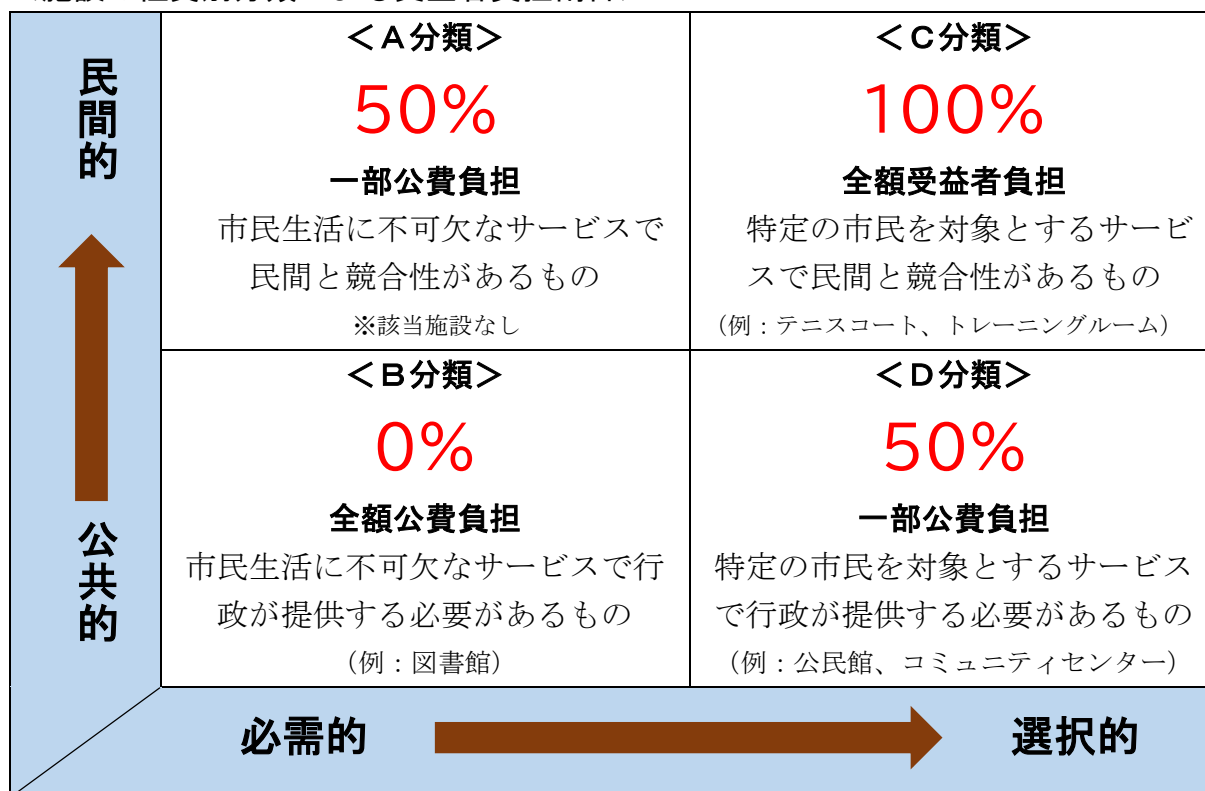 民間的
公共的
＜Ａ分類＞
50%
一部公費負担
市民生活に不可欠なサービスで
民間と競合性があるもの
※該当施設なし
＜Ｃ分類＞
100%
全額受益者負担
特定の市民を対象とするサービ
スで民間と競合性があるもの
（例：テニスコート、トレーニングルーム）
＜Ｂ分類＞
0%
全額公費負担
市民生活に不可欠なサービスで行
政が提供する必要があるもの
（例：図書館）
＜Ｄ分類＞
50%
一部公費負担
特定の市民を対象とするサービス
で行政が提供する必要があるもの
（例：公民館、コミュニティセンター）
必需的
選択的